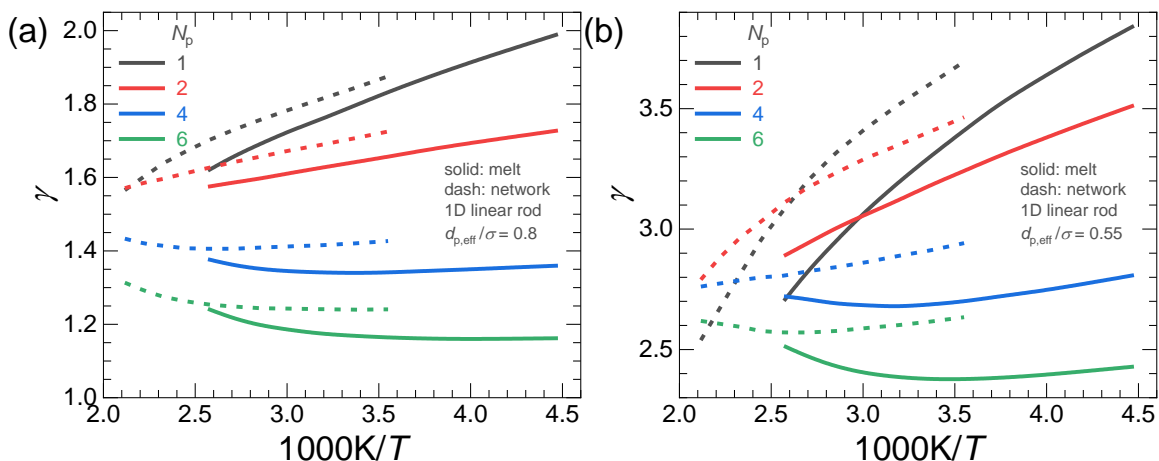 (a)
2.0
1.8
1.6
1.4
1.2
1.0
γ
N_p
1
2
4
6
solid: melt
dash: network
1D linear rod
d_p,eff/σ = 0.8
2.0 2.5 3.0 3.5 4.0 4.5
1000K/T
(b)
3.5
3.0
2.5
γ
N_p
1
2
4
6
solid: melt
dash: network
1D linear rod
d_p,eff/σ = 0.55
2.0 2.5 3.0 3.5 4.0 4.5
1000K/T